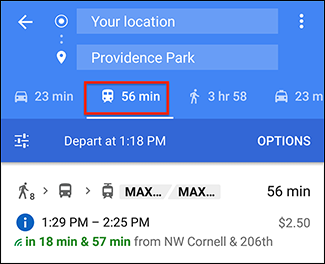 Your location
Providence Park
23 min 56 min 3 hr 58 23 m
Depart at 1:18 PM OPTIONS
8 MAX... MAX... 56 min
1:29 PM – 2:25 PM $2.50
in 18 min & 57 min from NW Cornell & 206th